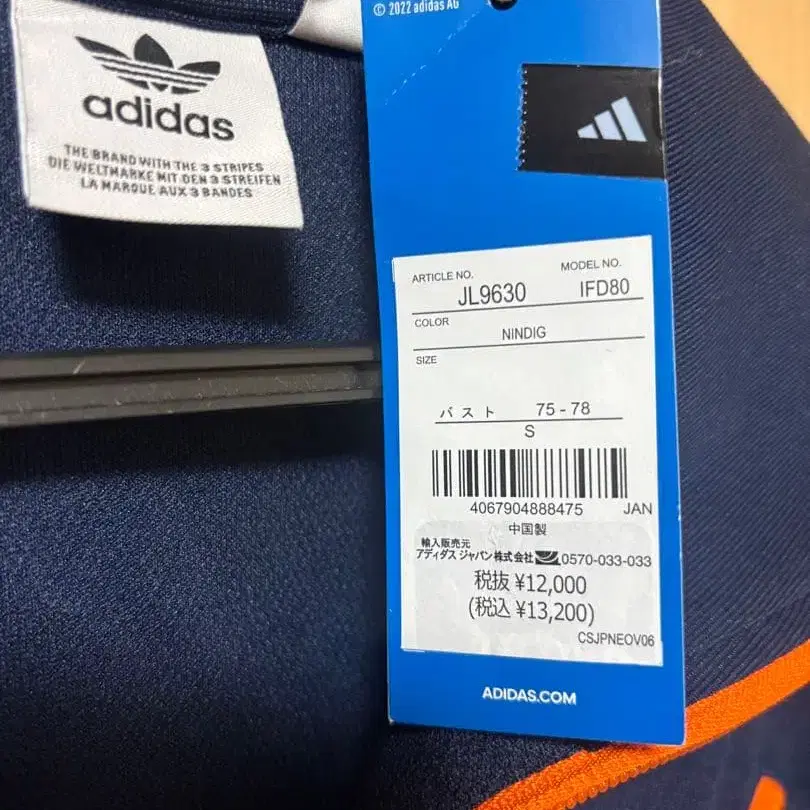 adidas
THE BRAND WITH THE 3 STRIPES
DIE WELTMARKE MIT DEN 3 STREIFEN
LA MARQUE AUX 3 BANDES
© 2022 adidas AG
ARTICLE NO. MODEL NO.
JL9630 IFD80
COLOR
NINDIG
SIZE
バスト 75-78
S
4067904888475 JAN
中国製
輸入販売元
アディダス ジャパン株式会社 0570-033-033
税抜 ¥12,000
(税込 ¥13,200)
CSJPNEOV06
ADIDAS.COM